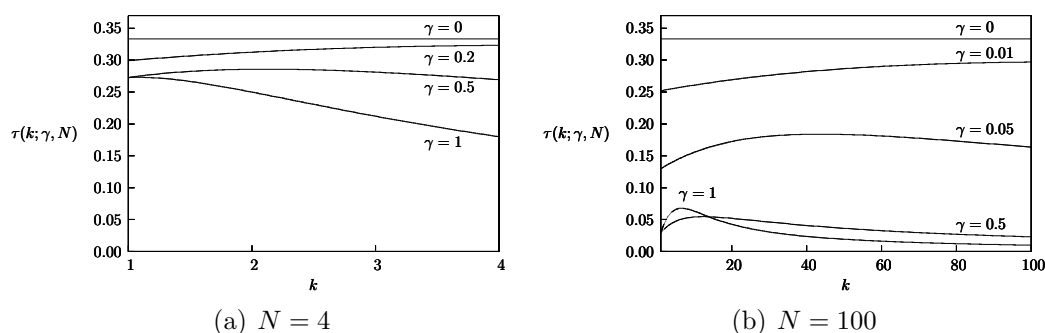 0.35
0.30
0.25
0.20
0.15
0.10
0.05
0.00
τ(k; γ, N)
γ = 0
γ = 0.2
γ = 0.5
γ = 1
1 2 3 4
k
(a) N = 4
0.35
0.30
0.25
0.20
0.15
0.10
0.05
0.00
τ(k; γ, N)
γ = 0
γ = 0.01
γ = 0.05
γ = 1
γ = 0.5
20 40 60 80 100
k
(b) N = 100